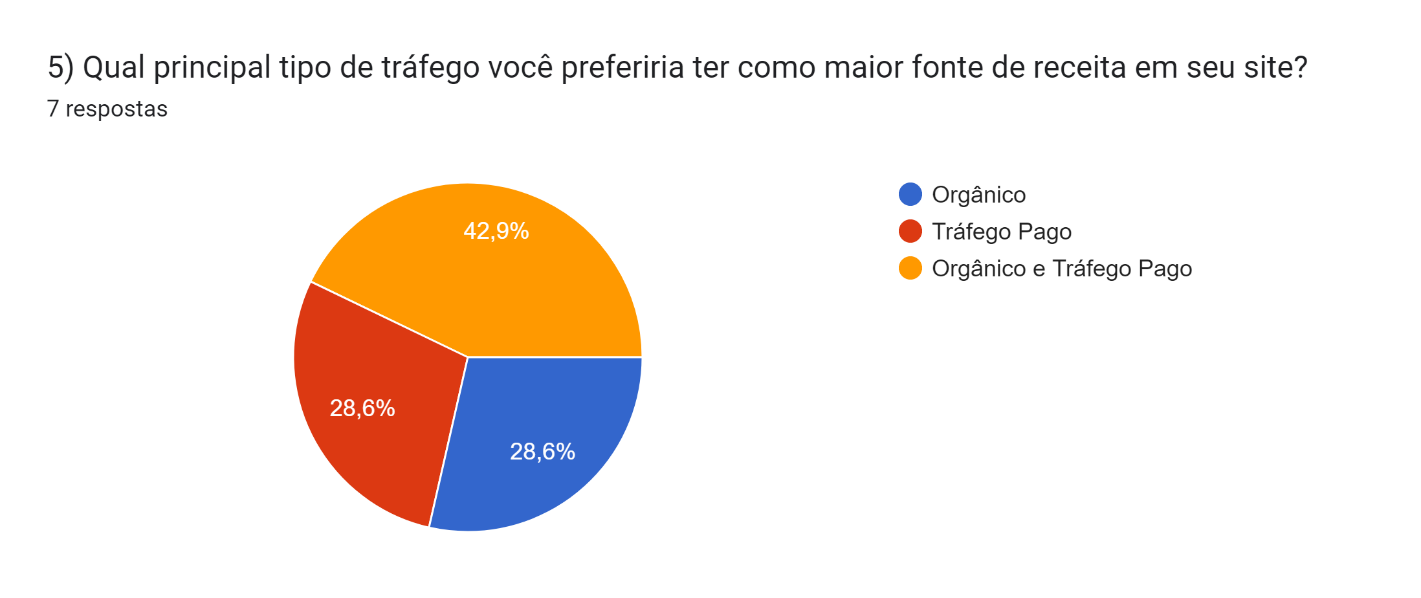 5) Qual principal tipo de tráfego você preferiria ter como maior fonte de receita em seu site?
7 respostas
42,9%
28,6%
28,6%
Orgânico
Tráfego Pago
Orgânico e Tráfego Pago